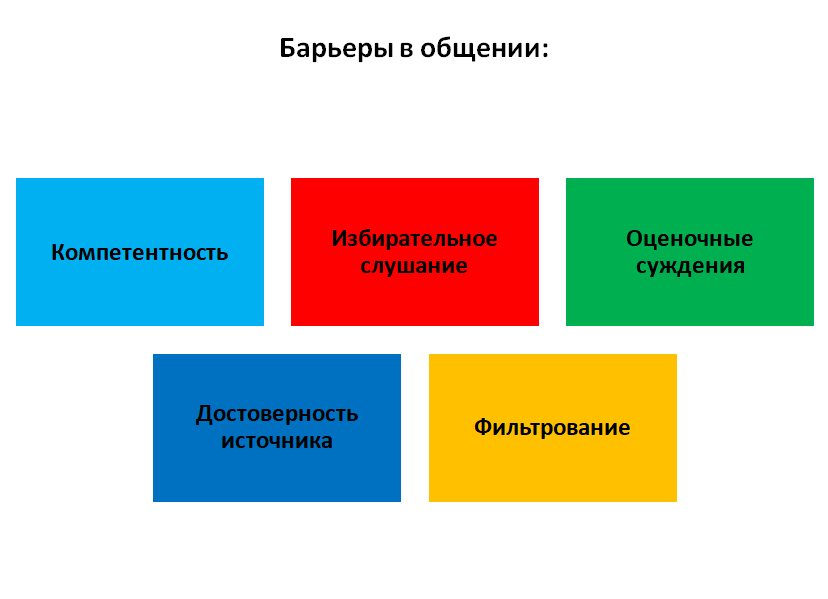 Барьеры в общении:
Компетентность
Избирательное
слушание
Оценочные
суждения
Достоверность
источника
Фильтрование